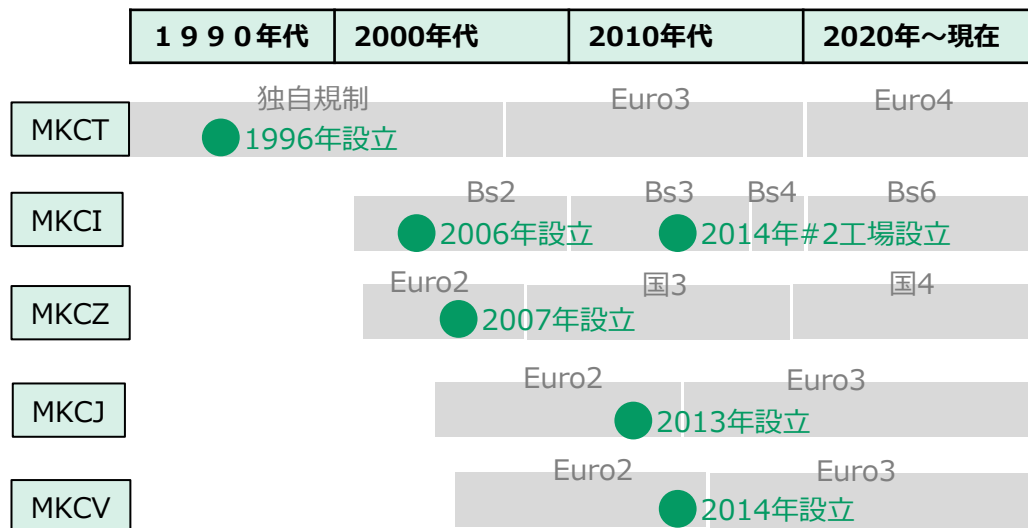 １９９０年代 2000年代 2010年代 2020年～現在
独自規制 Euro3 Euro4
MKCT
1996年設立
Bs2 Bs3 Bs4 Bs6
MKCI
2006年設立 2014年#2工場設立
Euro2 国3 国4
MKCZ
2007年設立
Euro2 Euro3
MKCJ
2013年設立
Euro2 Euro3
MKCV
2014年設立